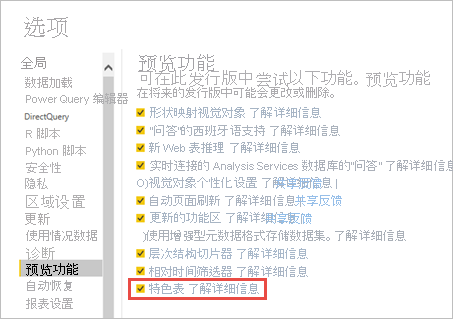 选项
全局
数据加载
Power Query 编辑器
DirectQuery
R 脚本
Python 脚本
安全性
隐私
区域设置
更新
使用情况数据
诊断
预览功能
自动恢复
报表设置
预览功能
可在此发行版中尝试以下功能。预览功能
在将来的发行版中可能会更改或删除。
形状映射视觉对象 了解详细信息
"问答"的西班牙语支持 了解详细信息
新 Web 表推理 了解详细信息
实时连接的 Analysis Services 数据库的"问答" 了解详细信息
O)视觉对象个性化设置 了解详细信息 |
自动页面刷新 了解详细信息 共享反馈
更新的功能区 了解详细信息 共享反馈
)使用增强型元数据格式存储数据集。了解详细信息
层次结构切片器 了解详细信息
相对时间筛选器 了解详细信息
特色表 了解详细信息